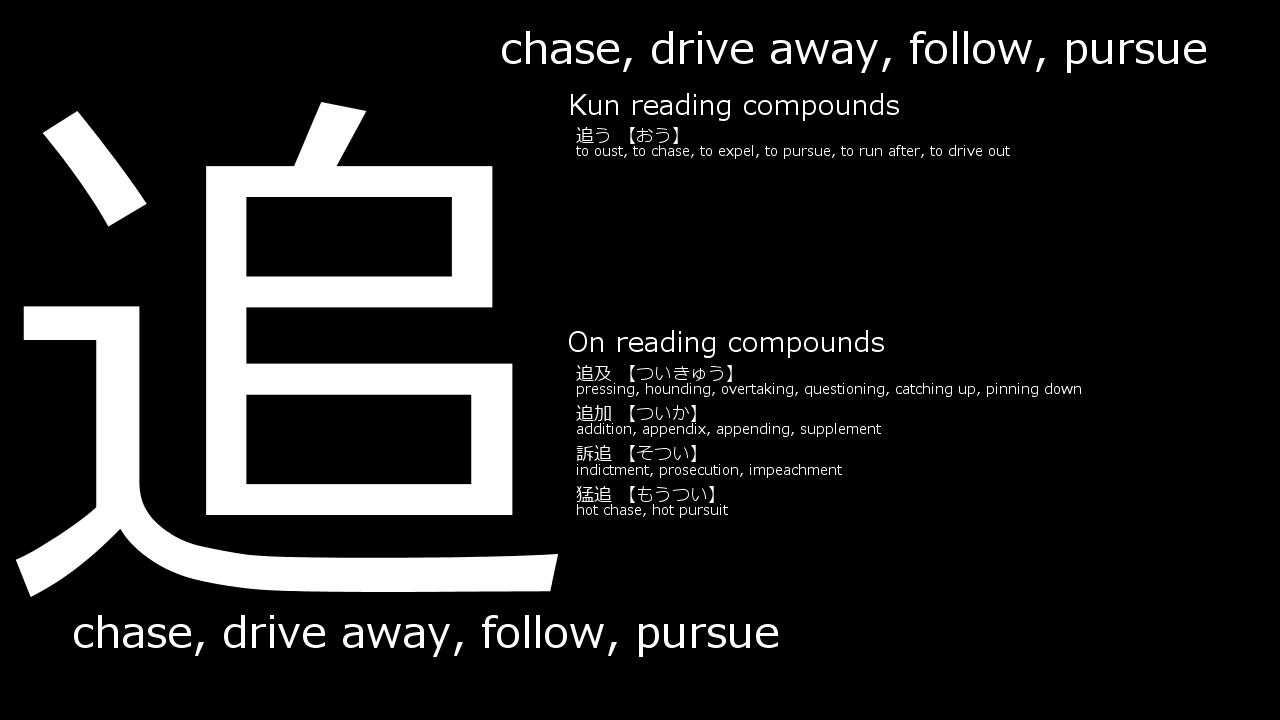 chase, drive away, follow, pursue
追
Kun reading compounds
追う 【おう】
to oust, to chase, to expel, to pursue, to run after, to drive out
On reading compounds
追及 【ついきゅう】
pressing, hounding, overtaking, questioning, catching up, pinning down
追加 【ついか】
addition, appendix, appending, supplement
訴追 【そつい】
indictment, prosecution, impeachment
猛追 【もうつい】
hot chase, hot pursuit
chase, drive away, follow, pursue